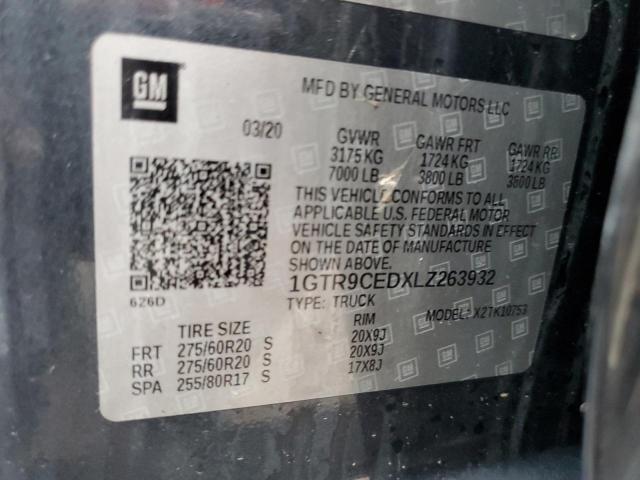 GM
MFD BY GENERAL MOTORS LLC
03/20
GVWR GAWR FRT GAWR RR
3175 KG 1724 KG 1724 KG
7000 LB 3800 LB 3800 LB
THIS VEHICLE CONFORMS TO ALL
APPLICABLE U.S. FEDERAL MOTOR
VEHICLE SAFETY STANDARDS IN EFFECT
ON THE DATE OF MANUFACTURE
SHOWN ABOVE.
1GTR9CEDXLZ263932
626D
TYPE: TRUCK MODEL: X2TK10753
TIRE SIZE RIM
FRT 275/60R20 S 20X9J
RR 275/60R20 S 20X9J
SPA 255/80R17 S 17X8J